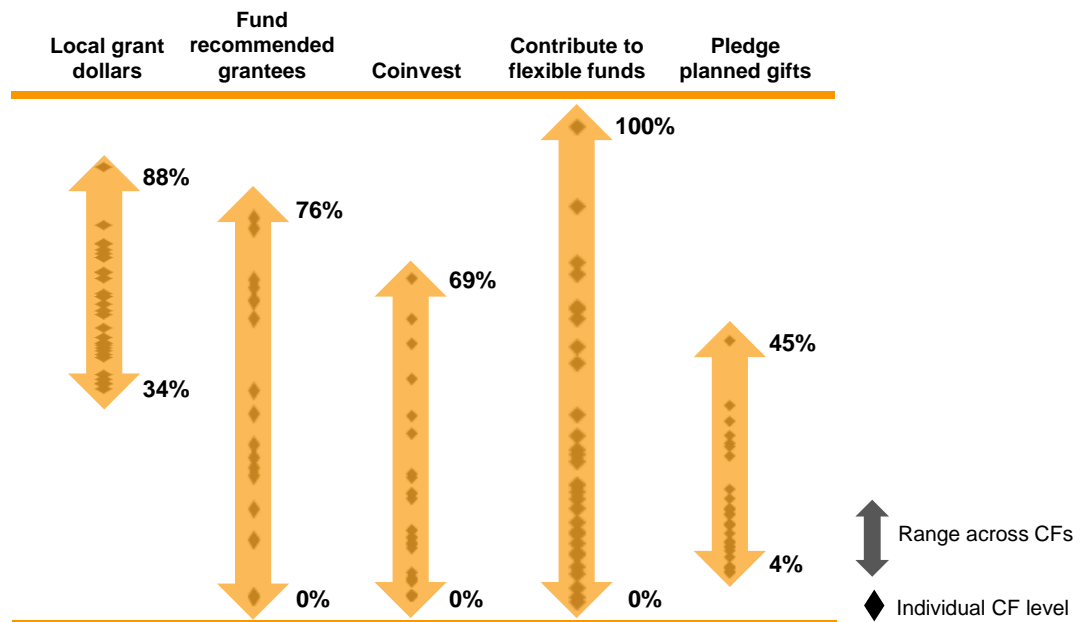 Local grant
dollars
Fund
recommended
grantees
Coinvest
Contribute to
flexible funds
Pledge
planned gifts
88%
34%
76%
0%
69%
0%
100%
0%
45%
4%
Range across CFs
Individual CF level